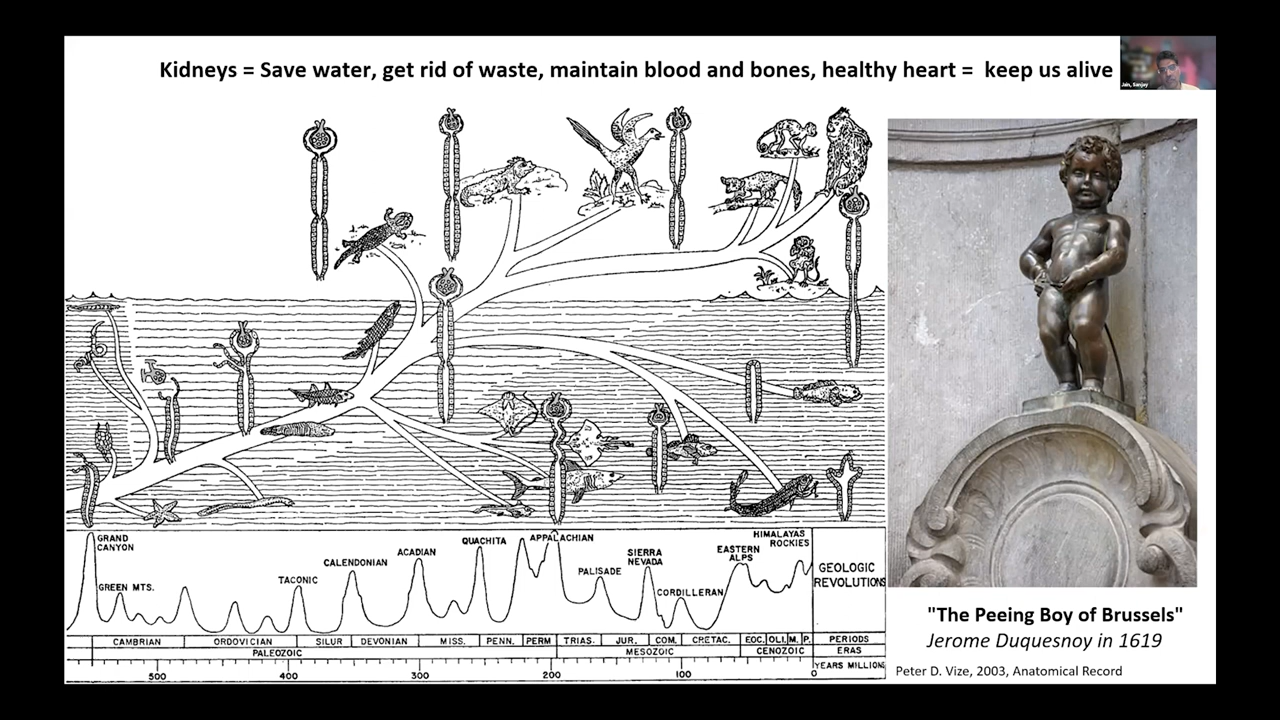 Kidneys = Save water, get rid of waste, maintain blood and bones, healthy heart = keep us alive
Jain, Sanjay
GRAND
CANYON
GREEN MTS.
TACONIC
CALENDONIAN
ACADIAN
QUACHITA
APPALACHIAN
PALISADE
SIERRA
NEVADA
CORDILLERAN
EASTERN
ALPS
HIMALAYAS
ROCKIES
GEOLOGIC
REVOLUTIONS
CAMBRIAN ORDOVICIAN SILUR DEVONIAN MISS. PENN. PERM TRIAS. JUR. COM. CRETAC. EOC. OLI. M. P. PERIODS
PALEOZOIC MESOZOIC CENOZOIC ERAS
YEARS MILLIONS
500 400 300 200 100 0
"The Peeing Boy of Brussels"
Jerome Duquesnoy in 1619
Peter D. Vize, 2003, Anatomical Record